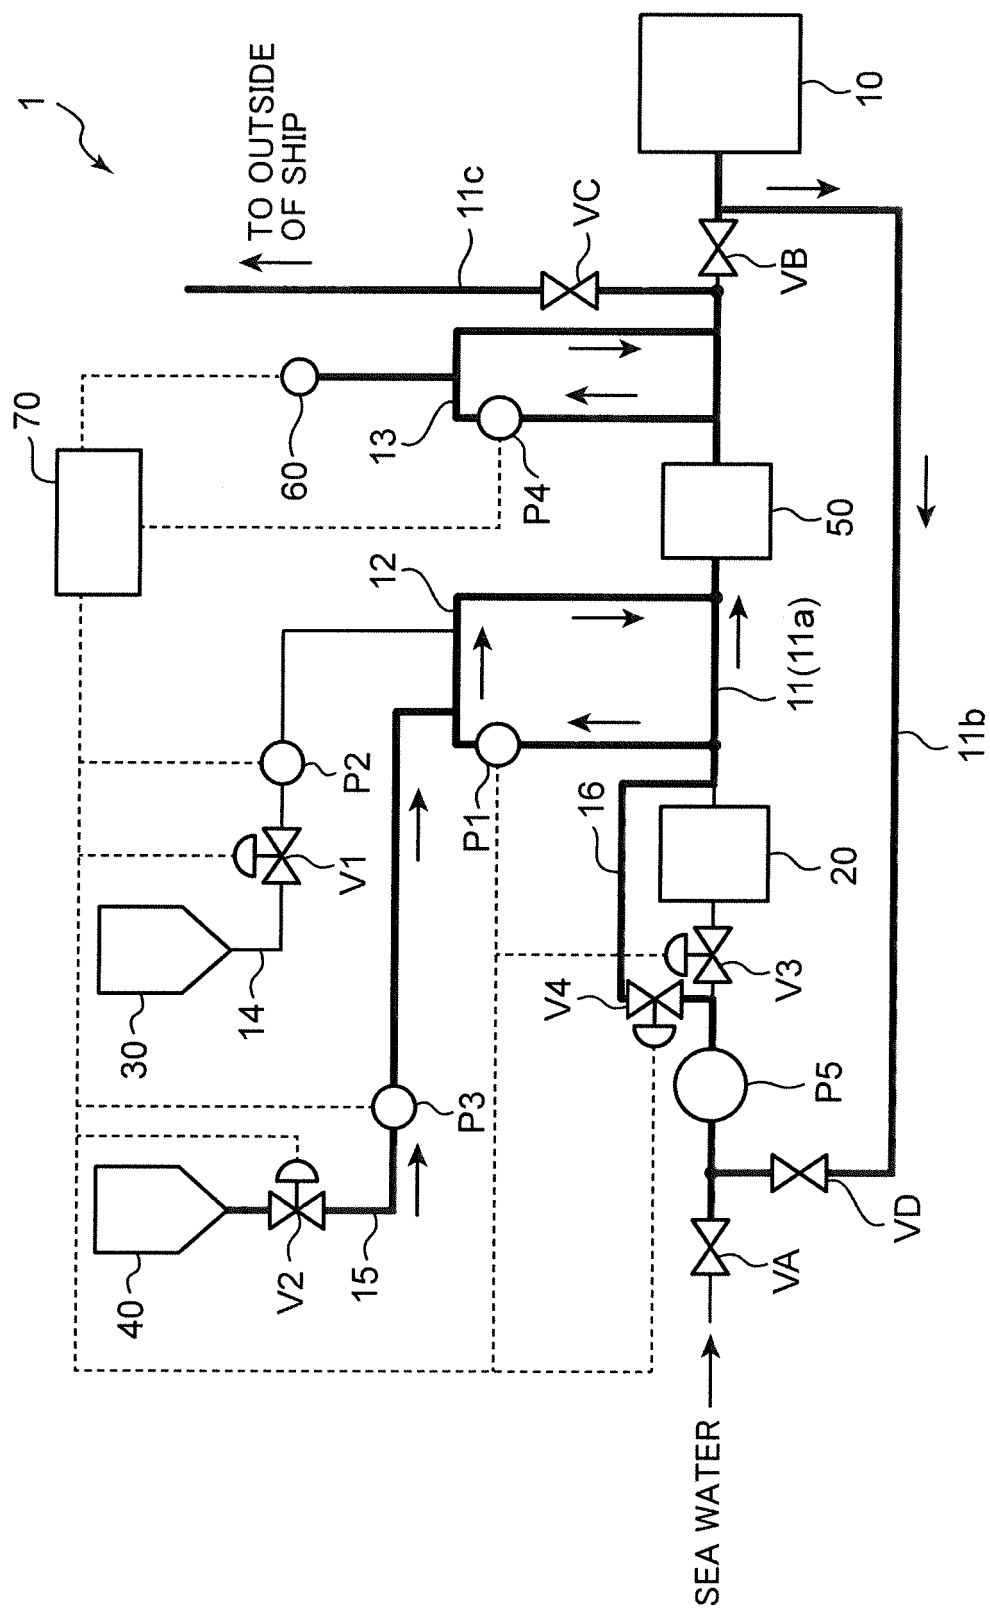 1
TO OUTSIDE
OF SHIP
11c
VC
10
VB
70
60
13
P4
50
12
11(11a)
11b
P2
P1
16
V1
20
30
14
V4
V3
P3
P5
40
V2
15
VD
VA
SEA WATER